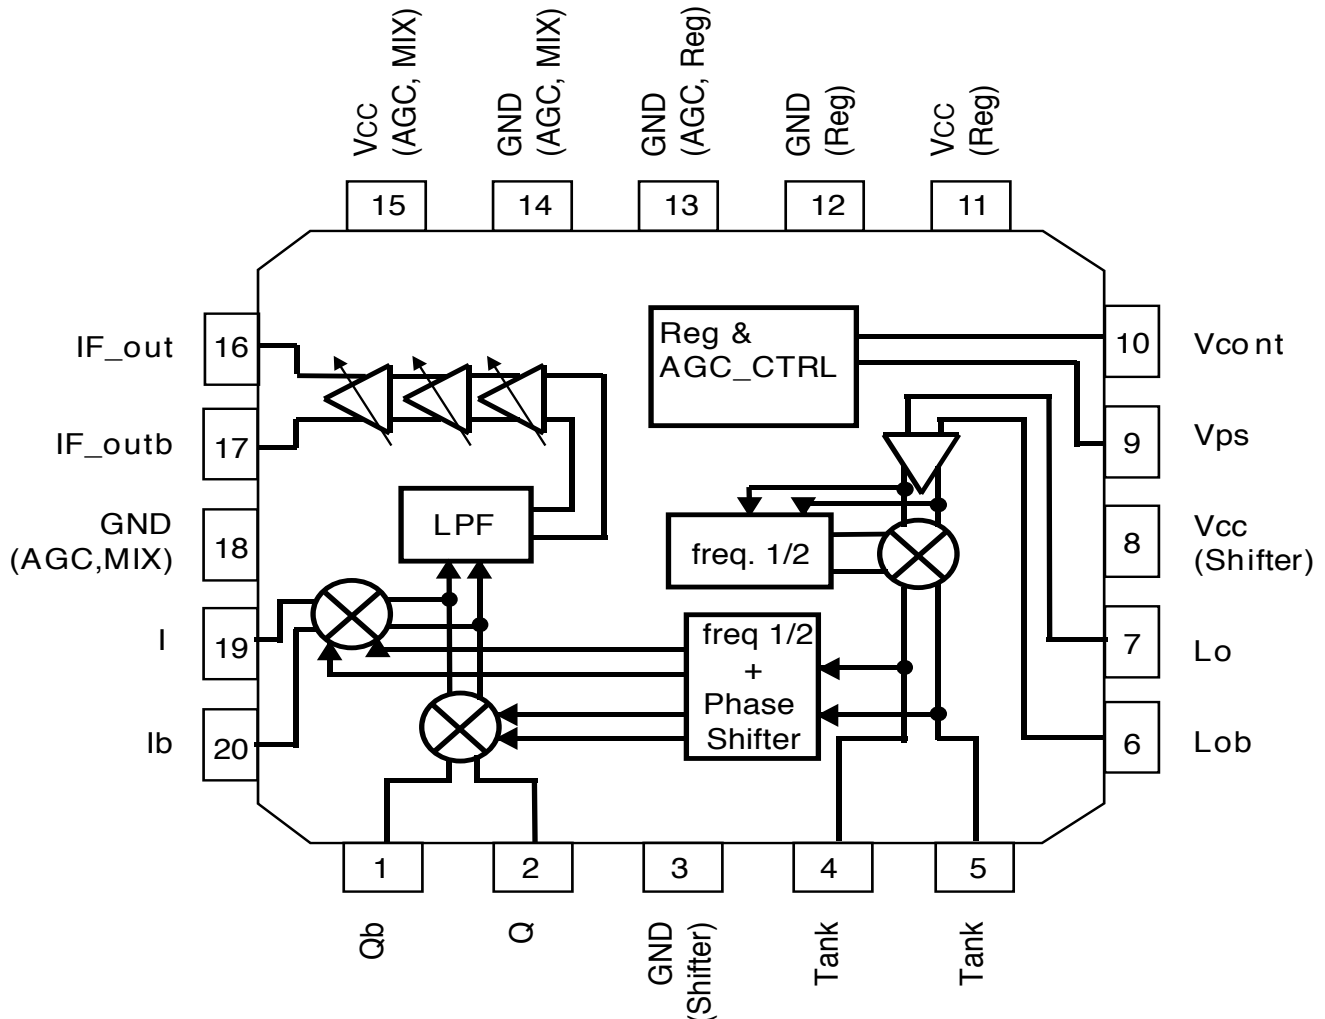 Vcc
(AGC, MIX)
GND
(AGC, MIX)
GND
(AGC, Reg)
GND
(Reg)
Vcc
(Reg)
15
14
13
12
11
IF_out
16
Reg &
AGC_CTRL
10
Vcont
IF_outb
17
9
Vps
GND
(AGC,MIX)
18
LPF
freq. 1/2
8
Vcc
(Shifter)
I
19
freq 1/2
+
Phase
Shifter
7
Lo
Ib
20
6
Lob
1
2
3
4
5
Qb
Q
GND
(Shifter)
Tank
Tank